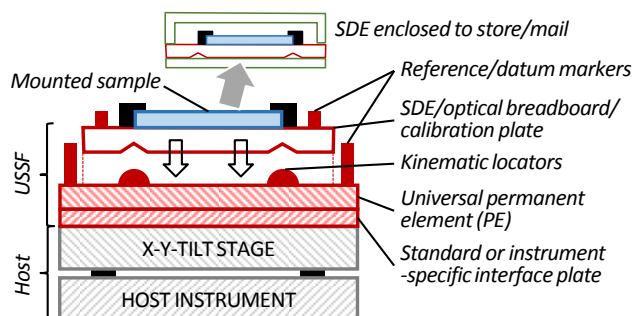 SDE enclosed to store/mail
Mounted sample
Reference/datum markers
SDE/optical breadboard/
calibration plate
Kinematic locators
Universal permanent
element (PE)
Standard or instrument
-specific interface plate
USSF
Host
X-Y-TILT STAGE
HOST INSTRUMENT